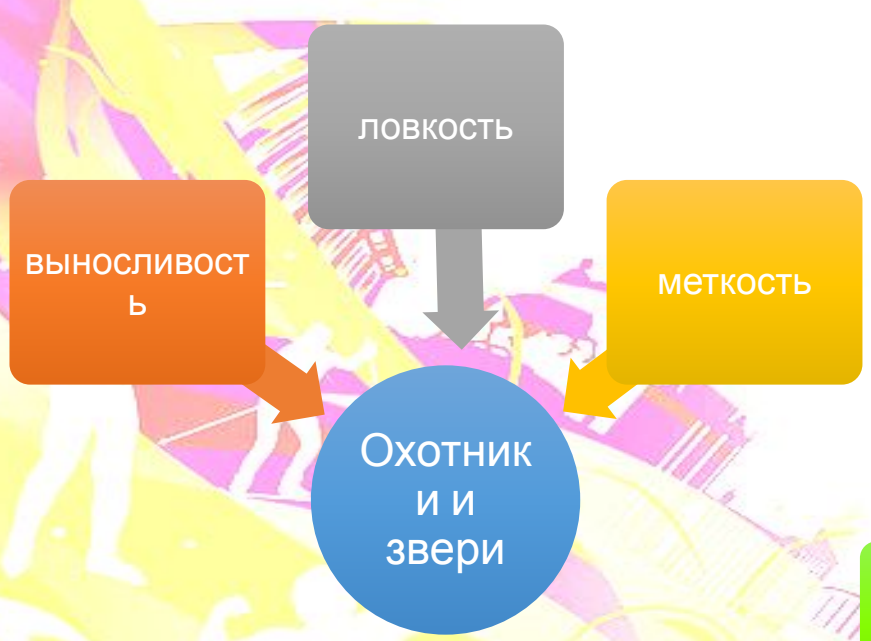 ловкость
выносливост
ь
меткость
Охотник
и и
звери